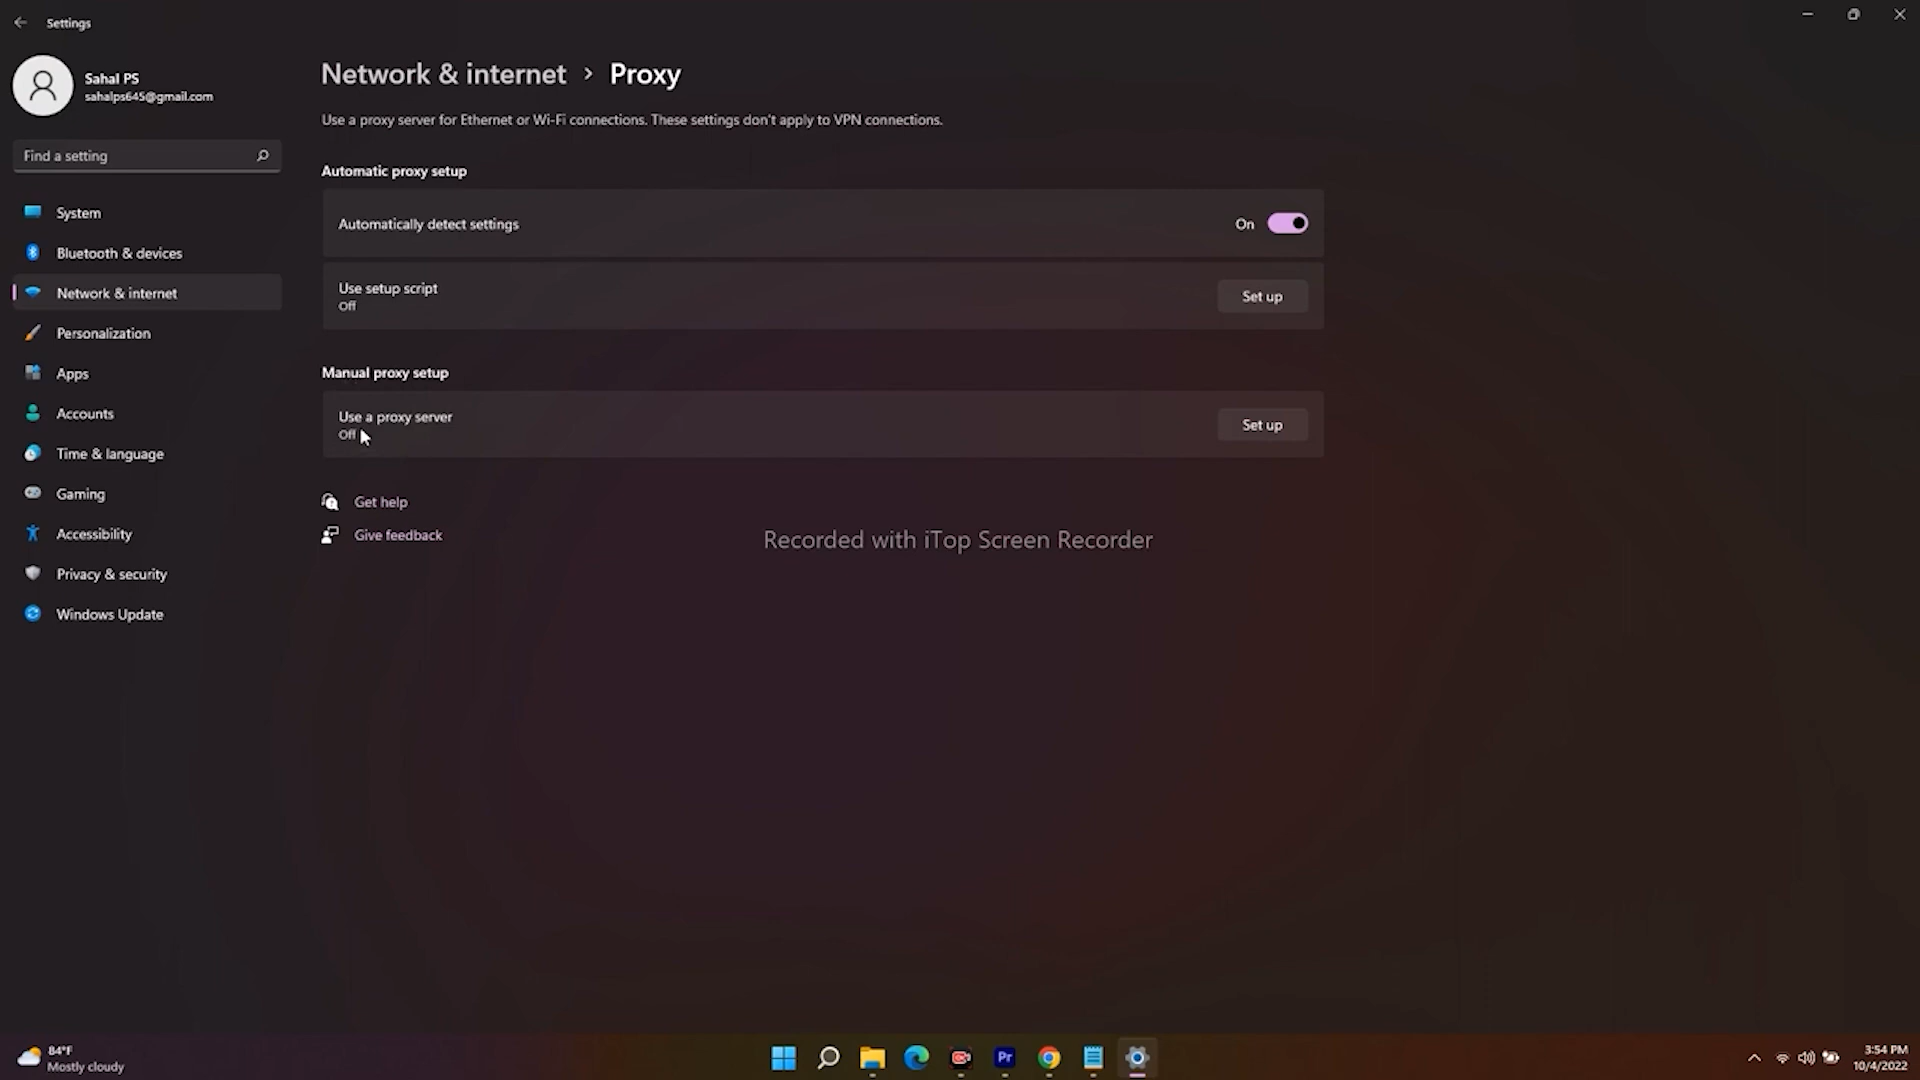 Settings
Sahal PS
sahalps645@gmail.com
Find a setting
System
Bluetooth & devices
Network & internet
Personalization
Apps
Accounts
Time & language
Gaming
Accessibility
Privacy & security
Windows Update
Network & internet › Proxy
Use a proxy server for Ethernet or Wi-Fi connections. These settings don't apply to VPN connections.
Automatic proxy setup
Automatically detect settings
On
Use setup script
Off
Set up
Manual proxy setup
Use a proxy server
Off
Set up
Get help
Give feedback
Recorded with iTop Screen Recorder
84°F
Mostly cloudy
Pr
3:54 PM
10/4/2022